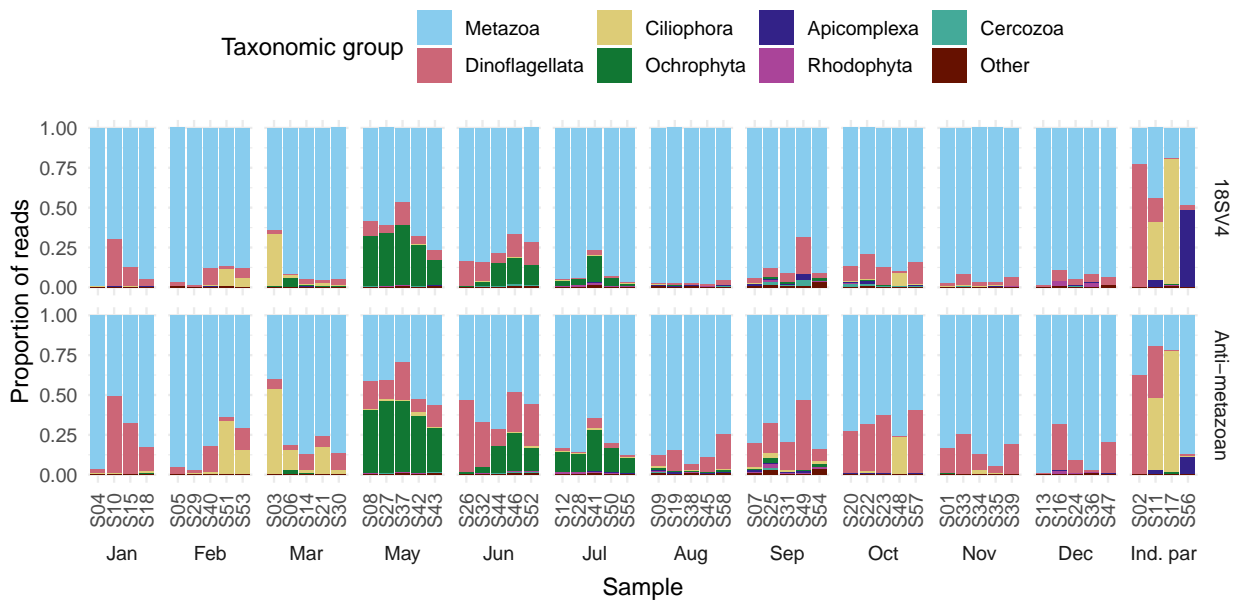 Taxonomic group
Metazoa Ciliophora Apicomplexa Cercozoa
Dinoflagellata Ochrophyta Rhodophyta Other
Proportion of reads
1.00
0.75
0.50
0.25
0.00
18SV4
1.00
0.75
0.50
0.25
0.00
Anti−metazoan
S04 S10 S15 S18 S05 S29 S40 S51 S53 S03 S06 S14 S21 S30 S08 S27 S37 S42 S43 S26 S32 S44 S46 S52 S12 S28 S41 S50 S55 S09 S19 S38 S45 S58 S07 S25 S31 S49 S54 S20 S22 S23 S48 S57 S01 S33 S34 S35 S39 S13 S16 S24 S36 S47 S02 S11 S17 S56
Jan Feb Mar May Jun Jul Aug Sep Oct Nov Dec Ind. par
Sample